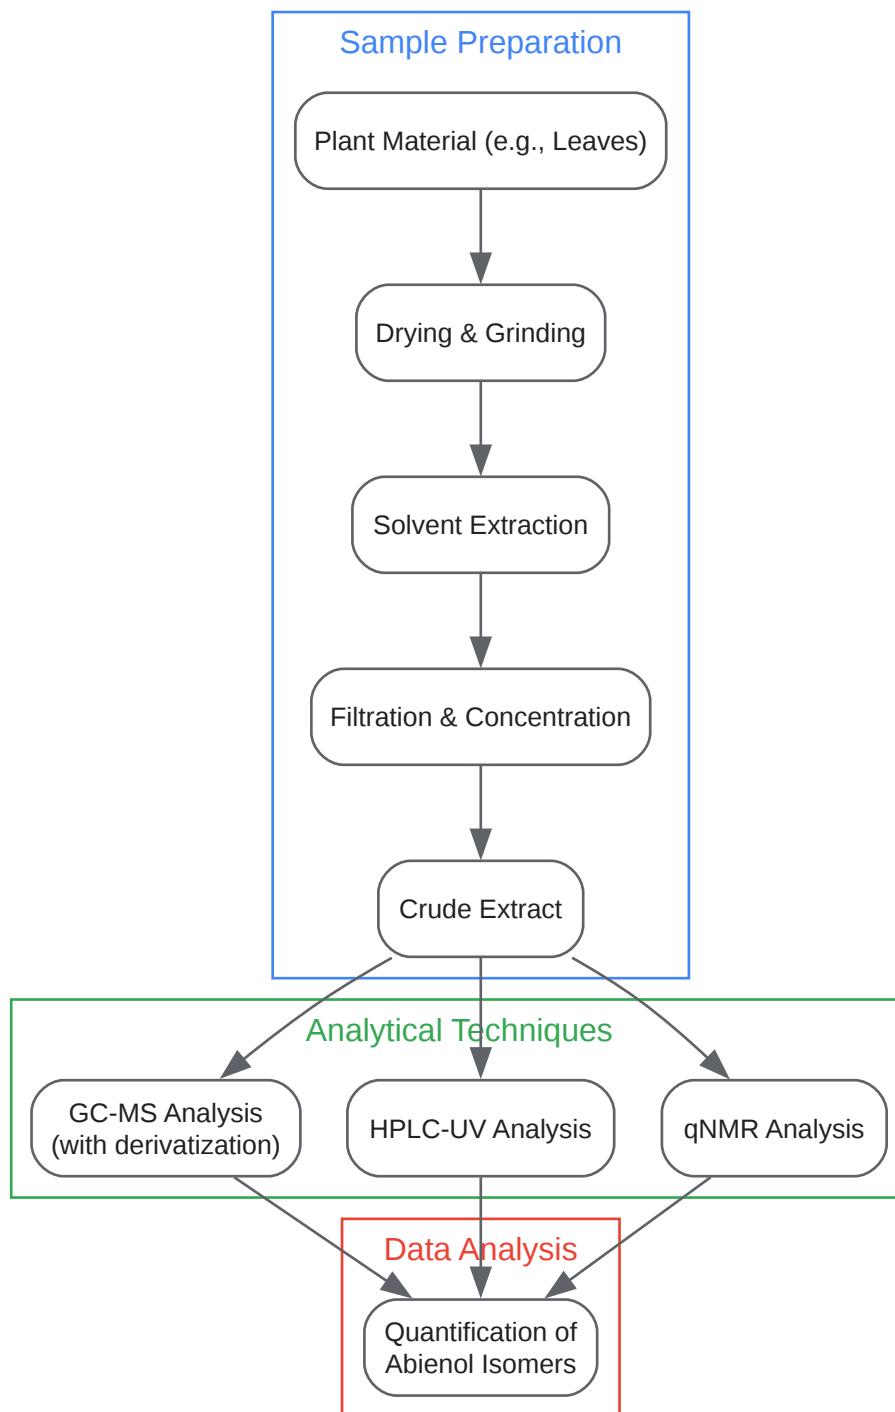 Sample Preparation
Plant Material (e.g., Leaves)
Drying & Grinding
Solvent Extraction
Filtration & Concentration
Crude Extract
Analytical Techniques
GC-MS Analysis
(with derivatization)
HPLC-UV Analysis
qNMR Analysis
Data Analysis
Quantification of
Abienol Isomers